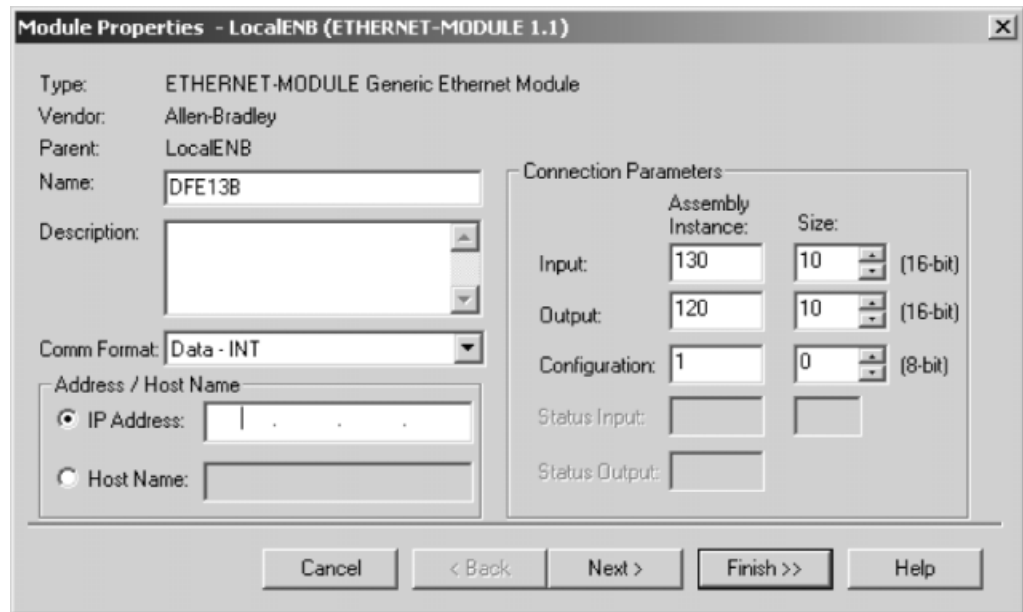 Module Properties - LocalENB (ETHERNET-MODULE 1.1)
Type: ETHERNET-MODULE Generic Ethernet Module
Vendor: Allen-Bradley
Parent: LocalENB
Name: DFE13B
Description:
Comm Format: Data - INT
Address / Host Name
IP Address: . . .
Host Name:
Connection Parameters
Assembly
Instance: Size:
Input: 130 10 (16-bit)
Output: 120 10 (16-bit)
Configuration: 1 0 (8-bit)
Status Input:
Status Output:
Cancel < Back Next > Finish >> Help